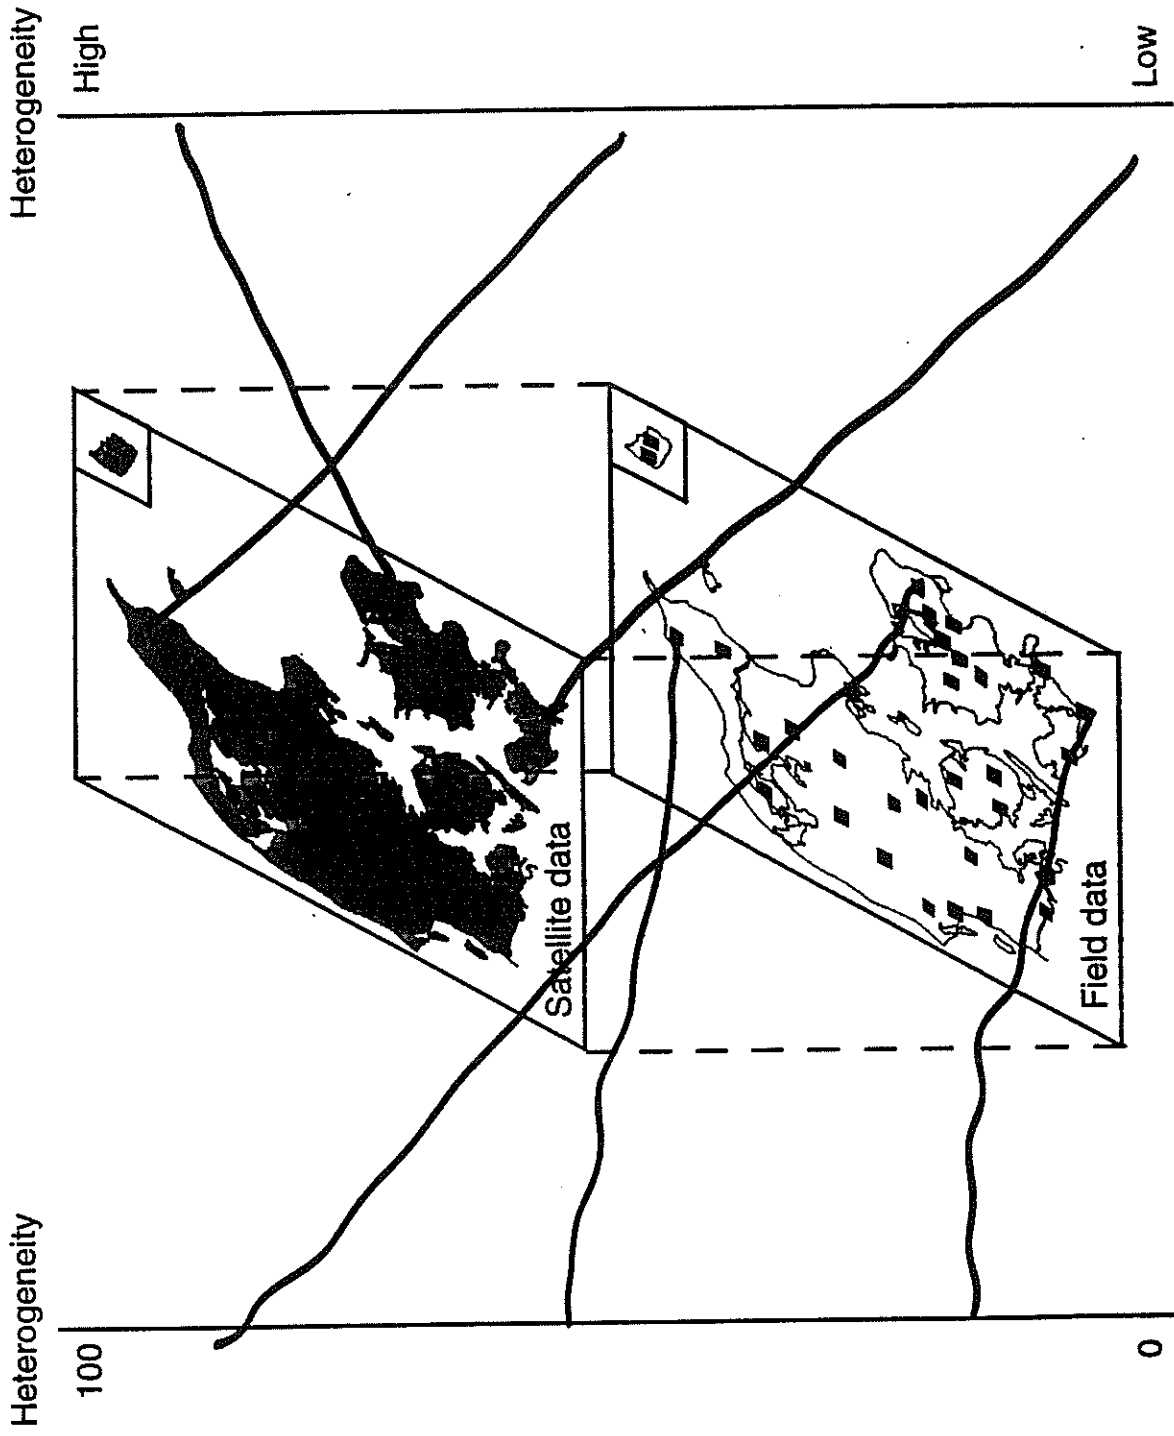 Heterogeneity
100
0
Satellite data
Field data
Heterogeneity
High
Low